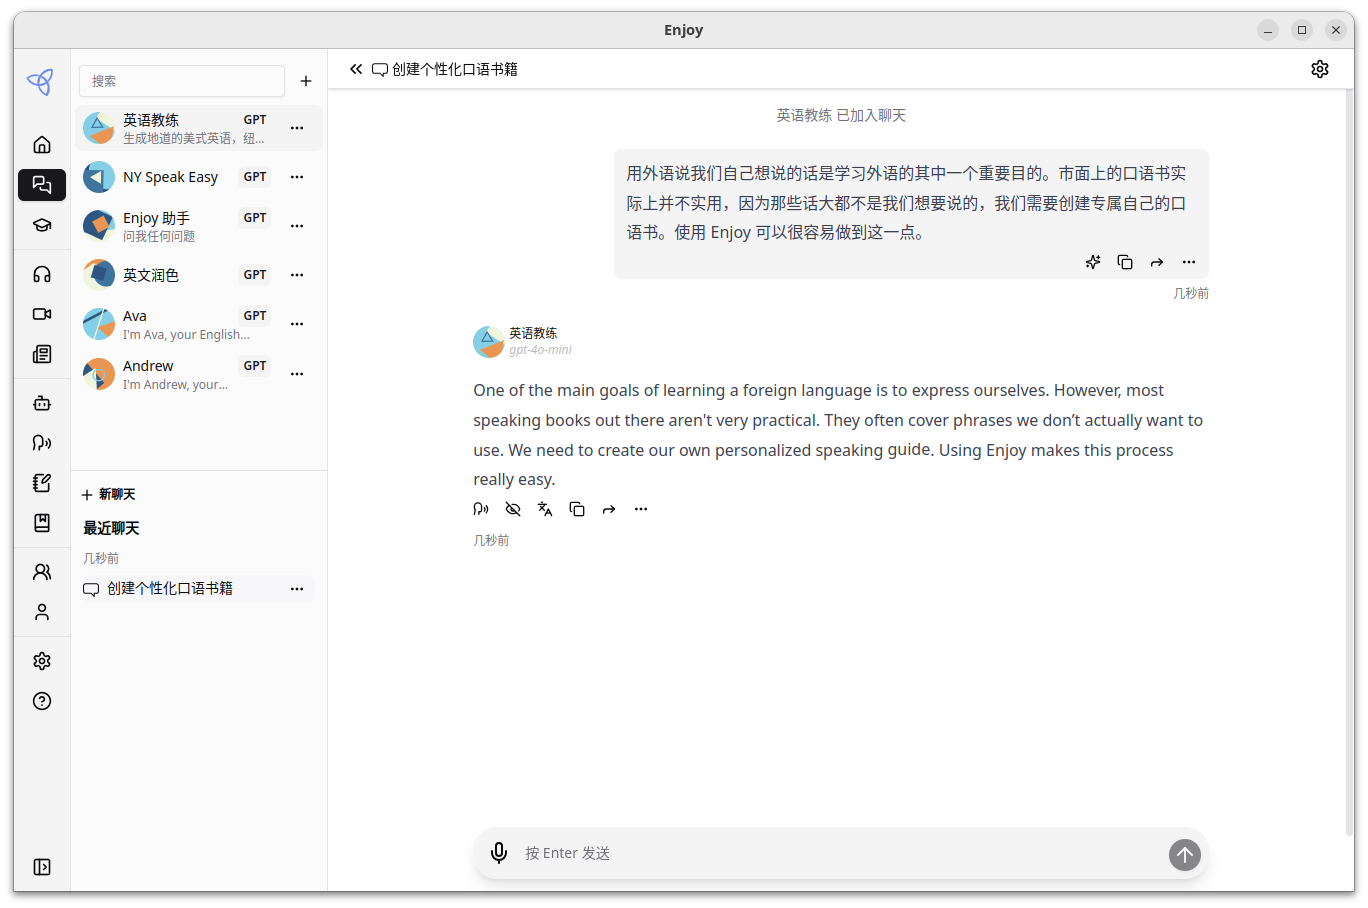 Enjoy
搜索
英语教练 GPT
生成地道的美式英语，纽...
NY Speak Easy GPT
Enjoy 助手 GPT
问我任何问题
英文润色 GPT
Ava GPT
I'm Ava, your English...
Andrew GPT
I'm Andrew, your...
新聊天
最近聊天
几秒前
创建个性化口语书籍
创建个性化口语书籍
英语教练 已加入聊天
用外语说我们自己想说的话是学习外语的其中一个重要目的。市面上的口语书实
际上并不实用，因为那些话大都不是我们想要说的，我们需要创建专属自己的口
语书。使用 Enjoy 可以很容易做到这一点。
几秒前
英语教练
gpt-4o-mini
One of the main goals of learning a foreign language is to express ourselves. However, most
speaking books out there aren't very practical. They often cover phrases we don’t actually want to
use. We need to create our own personalized speaking guide. Using Enjoy makes this process
really easy.
几秒前
按 Enter 发送